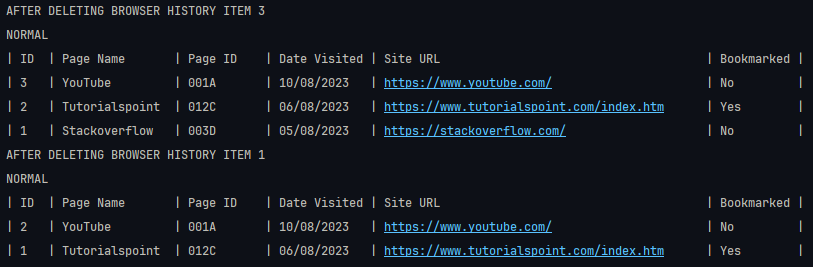 AFTER DELETING BROWSER HISTORY ITEM 3
NORMAL
| ID | Page Name | Page ID | Date Visited | Site URL | Bookmarked |
| 3 | YouTube | 001A | 10/08/2023 | https://www.youtube.com/ | No |
| 2 | Tutorialspoint | 012C | 06/08/2023 | https://www.tutorialspoint.com/index.htm | Yes |
| 1 | Stackoverflow | 003D | 05/08/2023 | https://stackoverflow.com/ | No |
AFTER DELETING BROWSER HISTORY ITEM 1
NORMAL
| ID | Page Name | Page ID | Date Visited | Site URL | Bookmarked |
| 2 | YouTube | 001A | 10/08/2023 | https://www.youtube.com/ | No |
| 1 | Tutorialspoint | 012C | 06/08/2023 | https://www.tutorialspoint.com/index.htm | Yes |